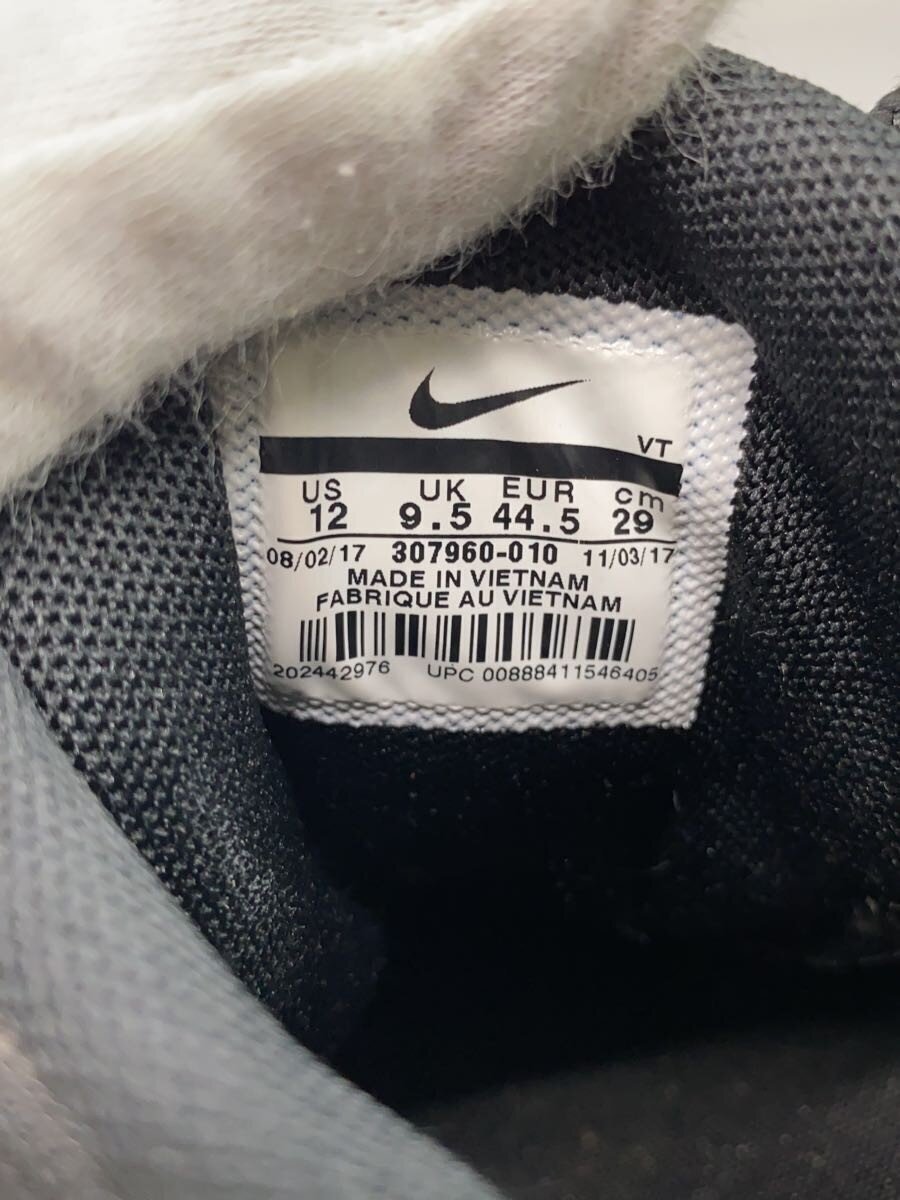 VT
US UK EUR cm
12 9.5 44.5 29
08/02/17 307960-010 11/03/17
MADE IN VIETNAM
FABRIQUE AU VIETNAM
202442976 UPC 00888411546405